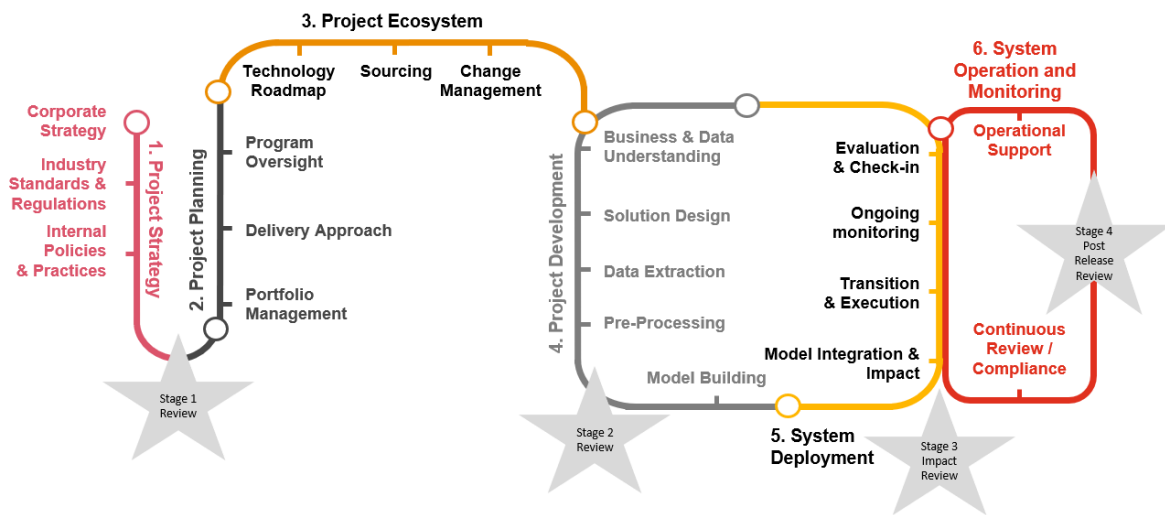 3. Project Ecosystem
Technology
Roadmap
Sourcing
Change
Management
Corporate
Strategy
Industry
Standards &
Regulations
Internal
Policies
& Practices
1. Project Strategy
2. Project Planning
Program
Oversight
Delivery Approach
Portfolio
Management
Stage 1
Review
4. Project Development
Business & Data
Understanding
Solution Design
Data Extraction
Pre-Processing
Model Building
Stage 2
Review
5. System
Deployment
Evaluation
& Check-in
Ongoing
monitoring
Transition
& Execution
Model Integration &
Impact
Stage 3
Impact
Review
6. System
Operation and
Monitoring
Operational
Support
Continuous
Review /
Compliance
Stage 4
Post
Release
Review